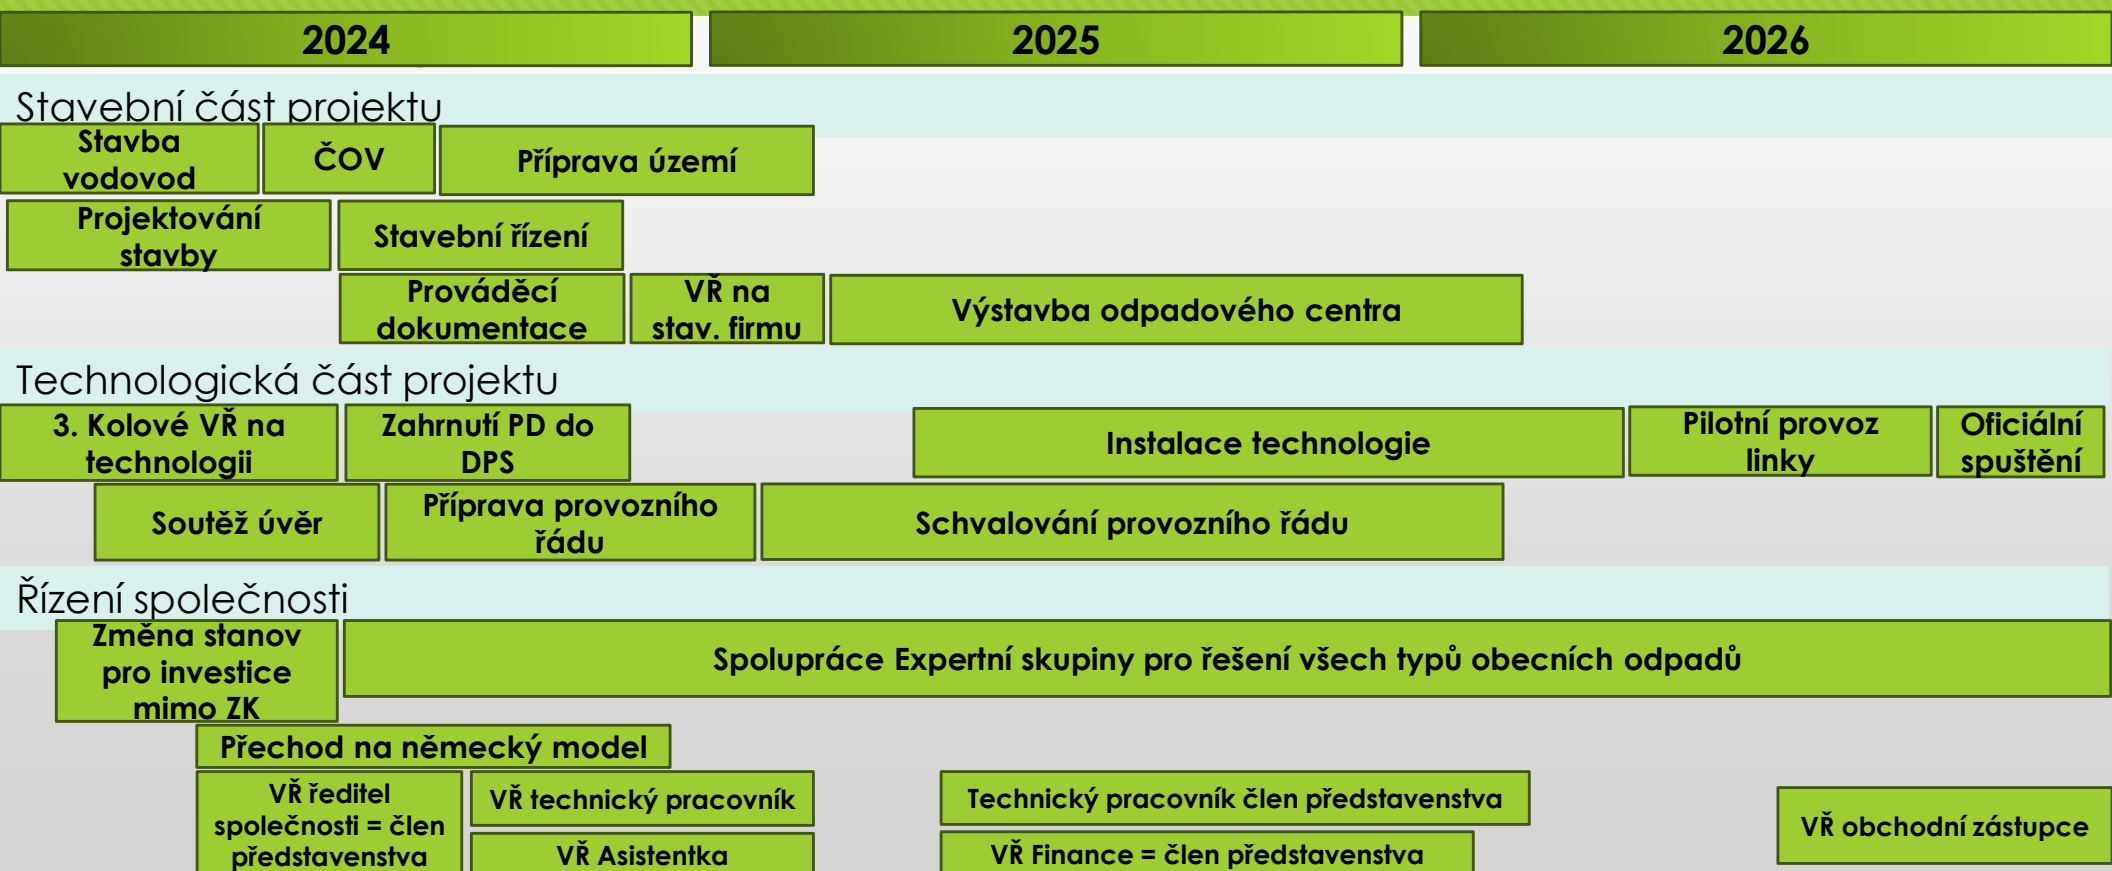 2024
2025
2026
Stavební část projektu
Stavba
vodovod
ČOV
Příprava území
Projektování
stavby
Stavební řízení
Prováděcí
dokumentace
VŘ na
stav. firmu
Výstavba odpadového centra
Technologická část projektu
3. Kolové VŘ na
technologii
Zahrnutí PD do
DPS
Instalace technologie
Pilotní provoz
linky
Oficiální
spuštění
Soutěž úvěr
Příprava provozního
řádu
Schvalování provozního řádu
Řízení společnosti
Změna stanov
pro investice
mimo ZK
Spolupráce Expertní skupiny pro řešení všech typů obecních odpadů
Přechod na německý model
VŘ ředitel
společnosti = člen
představenstva
VŘ technický pracovník
VŘ Asistentka
Technický pracovník člen představenstva
VŘ Finance = člen představenstva
VŘ obchodní zástupce